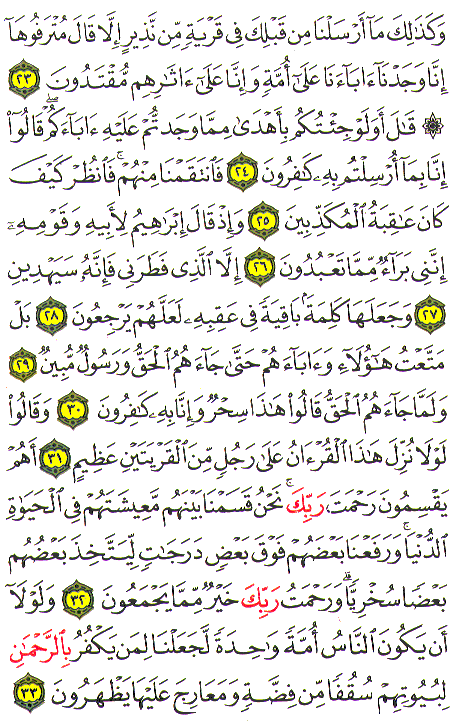 وَكَذَٰلِكَ مَآ أَرۡسَلۡنَا مِن قَبۡلِكَ فِي قَرۡيَةٖ مِّن نَّذِيرٍ إِلَّا قَالَ مُتۡرَفُوهَآ
إِنَّا وَجَدۡنَآ ءَابَآءَنَا عَلَىٰٓ أُمَّةٖ وَإِنَّا عَلَىٰٓ ءَاثَٰرِهِم مُّقۡتَدُونَ ٢٣
۞ قَٰلَ أَوَلَوۡ جِئۡتُكُم بِأَهۡدَىٰ مِمَّا وَجَدتُّمۡ عَلَيۡهِ ءَابَآءَكُمۡۖ قَالُوٓاْ
إِنَّا بِمَآ أُرۡسِلۡتُم بِهِۦ كَٰفِرُونَ ٢٤ فَٱنتَقَمۡنَا مِنۡهُمۡۖ فَٱنظُرۡ كَيۡفَ
كَانَ عَٰقِبَةُ ٱلۡمُكَذِّبِينَ ٢٥ وَإِذۡ قَالَ إِبۡرَٰهِيمُ لِأَبِيهِ وَقَوۡمِهِۦٓ
إِنَّنِي بَرَآءٞ مِّمَّا تَعۡبُدُونَ ٢٦ إِلَّا ٱلَّذِي فَطَرَنِي فَإِنَّهُۥ سَيَهۡدِينِ
٢٧ وَجَعَلَهَا كَلِمَةَۢ بَاقِيَةٗ فِي عَقِبِهِۦ لَعَلَّهُمۡ يَرۡجِعُونَ ٢٨ بَلۡ
مَتَّعۡتُ هَٰٓؤُلَآءِ وَءَابَآءَهُمۡ حَتَّىٰ جَآءَهُمُ ٱلۡحَقُّ وَرَسُولٞ مُّبِينٞ ٢٩
وَلَمَّا جَآءَهُمُ ٱلۡحَقُّ قَالُواْ هَٰذَا سِحۡرٞ وَإِنَّا بِهِۦ كَٰفِرُونَ ٣٠ وَقَالُواْ
لَوۡلَا نُزِّلَ هَٰذَا ٱلۡقُرۡءَانُ عَلَىٰ رَجُلٖ مِّنَ ٱلۡقَرۡيَتَيۡنِ عَظِيمٍ ٣١ أَهُمۡ
يَقۡسِمُونَ رَحۡمَتَ رَبِّكَۚ نَحۡنُ قَسَمۡنَا بَيۡنَهُم مَّعِيشَتَهُمۡ فِي ٱلۡحَيَوٰةِ
ٱلدُّنۡيَاۚ وَرَفَعۡنَا بَعۡضَهُمۡ فَوۡقَ بَعۡضٖ دَرَجَٰتٖ لِّيَتَّخِذَ بَعۡضُهُم
بَعۡضٗا سُخۡرِيّٗاۗ وَرَحۡمَتُ رَبِّكَ خَيۡرٞ مِّمَّا يَجۡمَعُونَ ٣٢ وَلَوۡلَآ
أَن يَكُونَ ٱلنَّاسُ أُمَّةٗ وَٰحِدَةٗ لَّجَعَلۡنَا لِمَن يَكۡفُرُ بِٱلرَّحۡمَٰنِ
لِبُيُوتِهِمۡ سُقُفٗا مِّن فِضَّةٖ وَمَعَارِجَ عَلَيۡهَا يَظۡهَرُونَ ٣٣